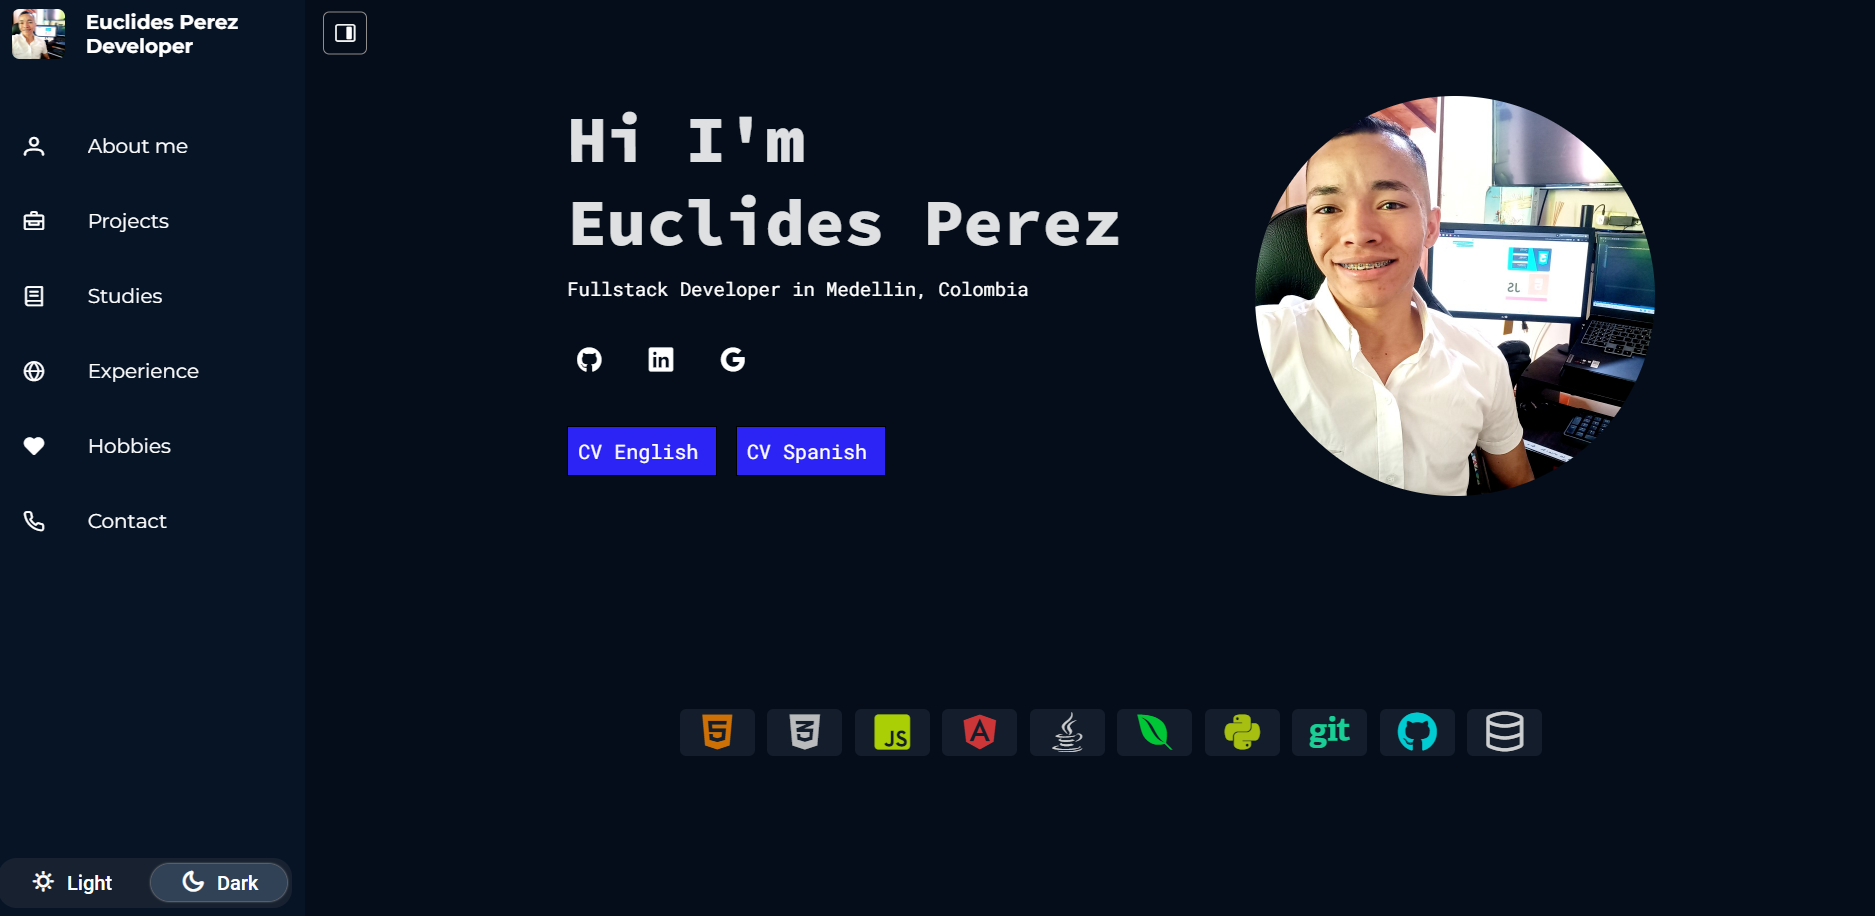 Euclides Perez
Developer
About me
Projects
Studies
Experience
Hobbies
Contact
Light
Dark
Hi I'm
Euclides Perez
Fullstack Developer in Medellin, Colombia
in
G
CV English
CV Spanish
5
3
JS
A
git